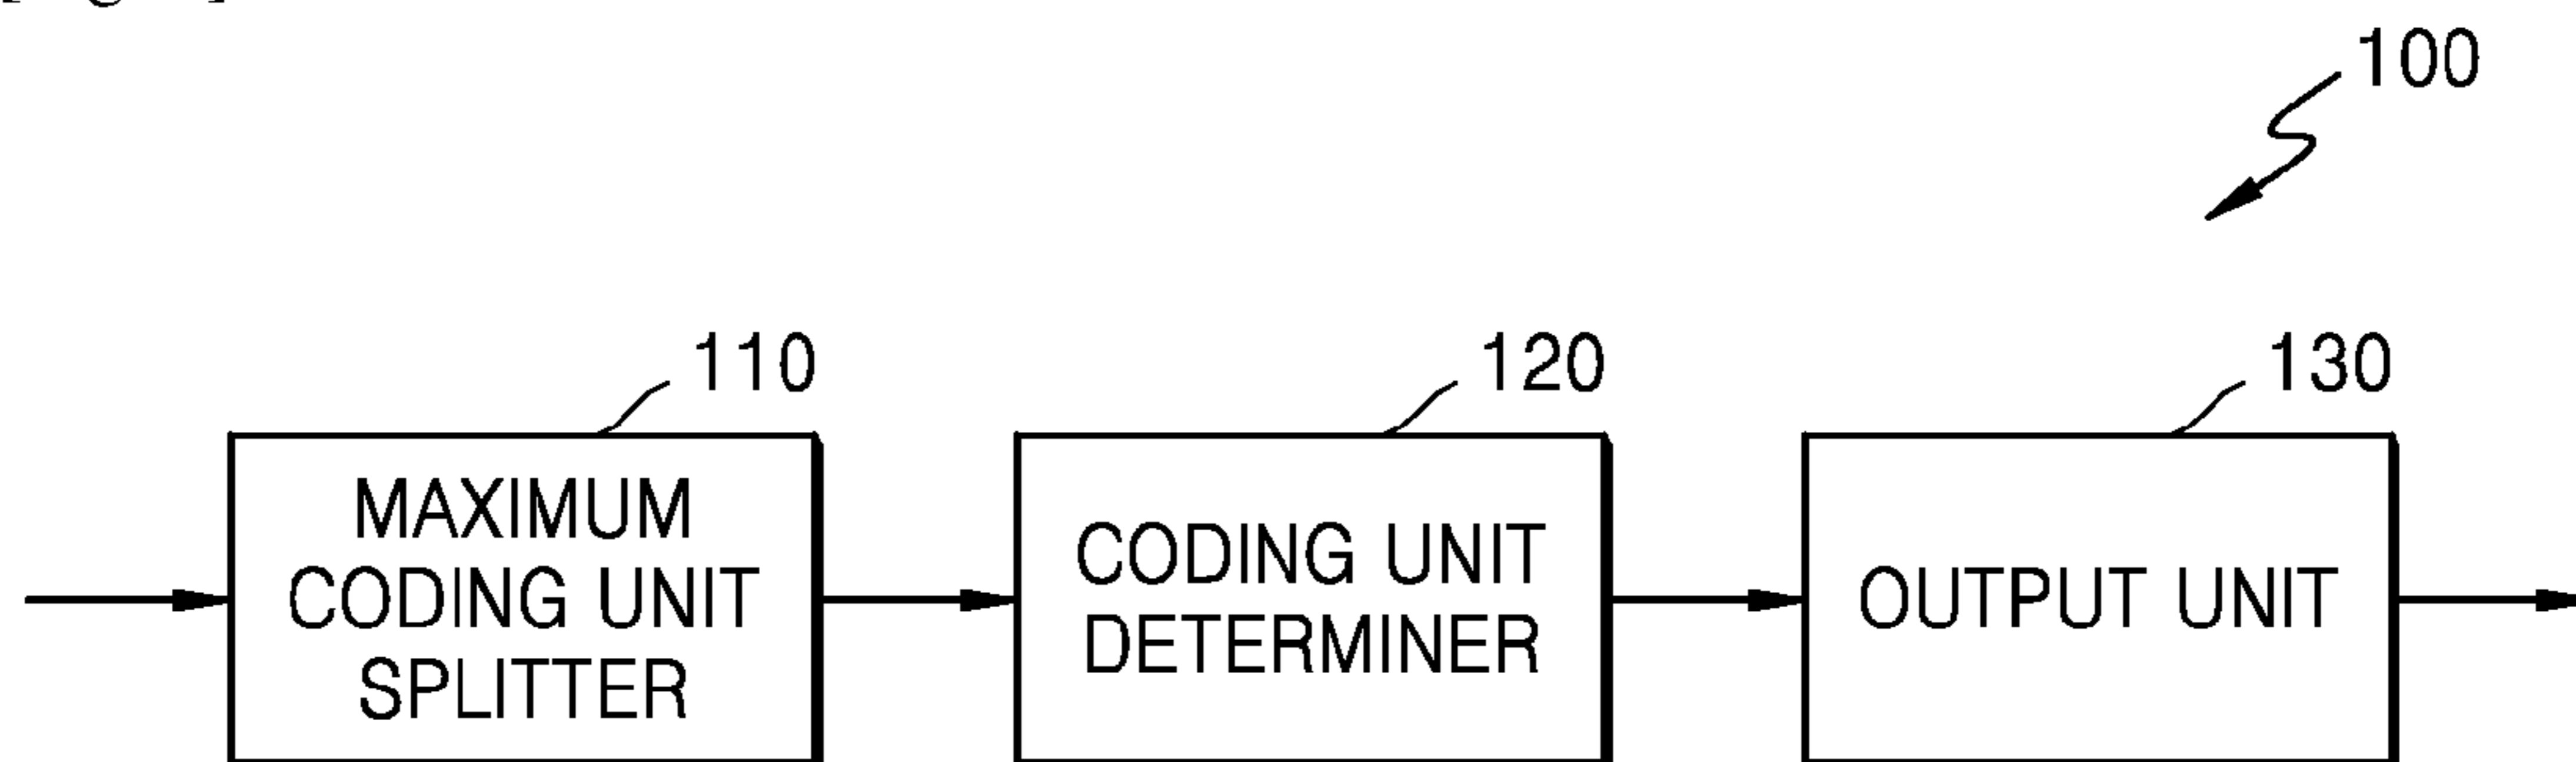 100
110
120
130
MAXIMUM
CODING UNIT
SPLITTER
CODING UNIT
DETERMINER
OUTPUT UNIT